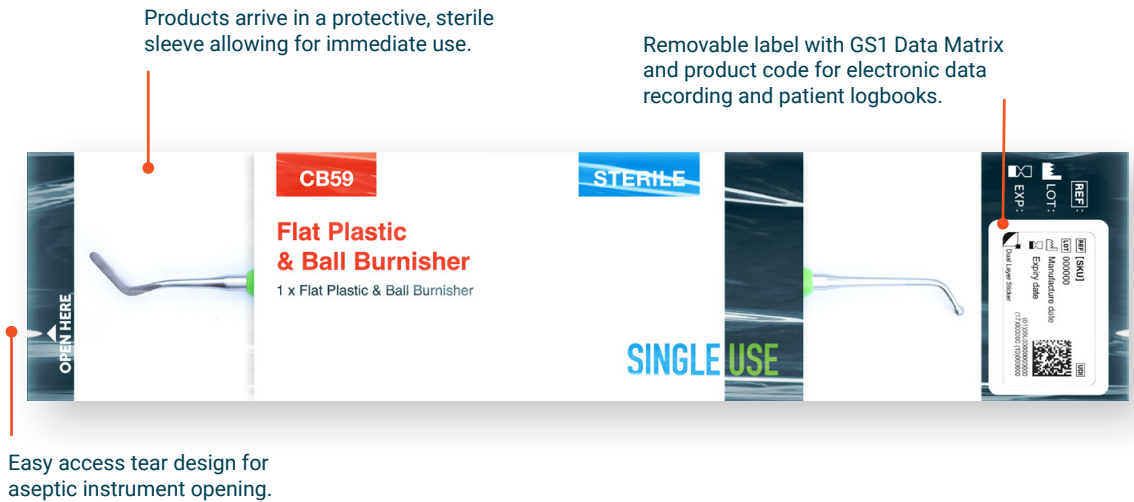 Products arrive in a protective, sterile
sleeve allowing for immediate use.
Removable label with GS1 Data Matrix
and product code for electronic data
recording and patient logbooks.
CB59
STERILE
Flat Plastic
& Ball Burnisher
1 x Flat Plastic & Ball Burnisher
OPEN HERE
SINGLE USE
REF :
LOT :
EXP :
REF [SKU]
LOT 000000
Manufacture date
Expiry date
Dual Layer Sticker
UDI
Easy access tear design for
aseptic instrument opening.